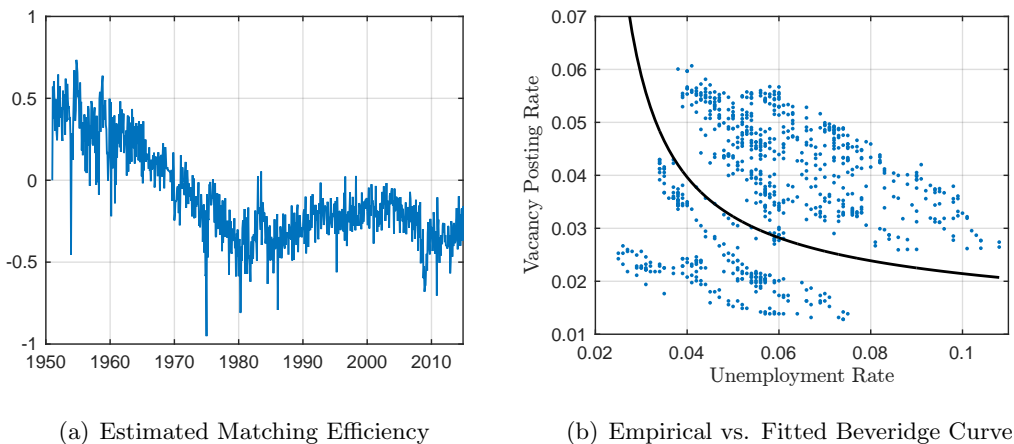 1
0.5
0
-0.5
-1
1950 1960 1970 1980 1990 2000 2010
(a) Estimated Matching Efficiency
0.07
0.06
0.05
0.04
0.03
0.02
0.01
Vacancy Posting Rate
0.02 0.04 0.06 0.08 0.1
Unemployment Rate
(b) Empirical vs. Fitted Beveridge Curve